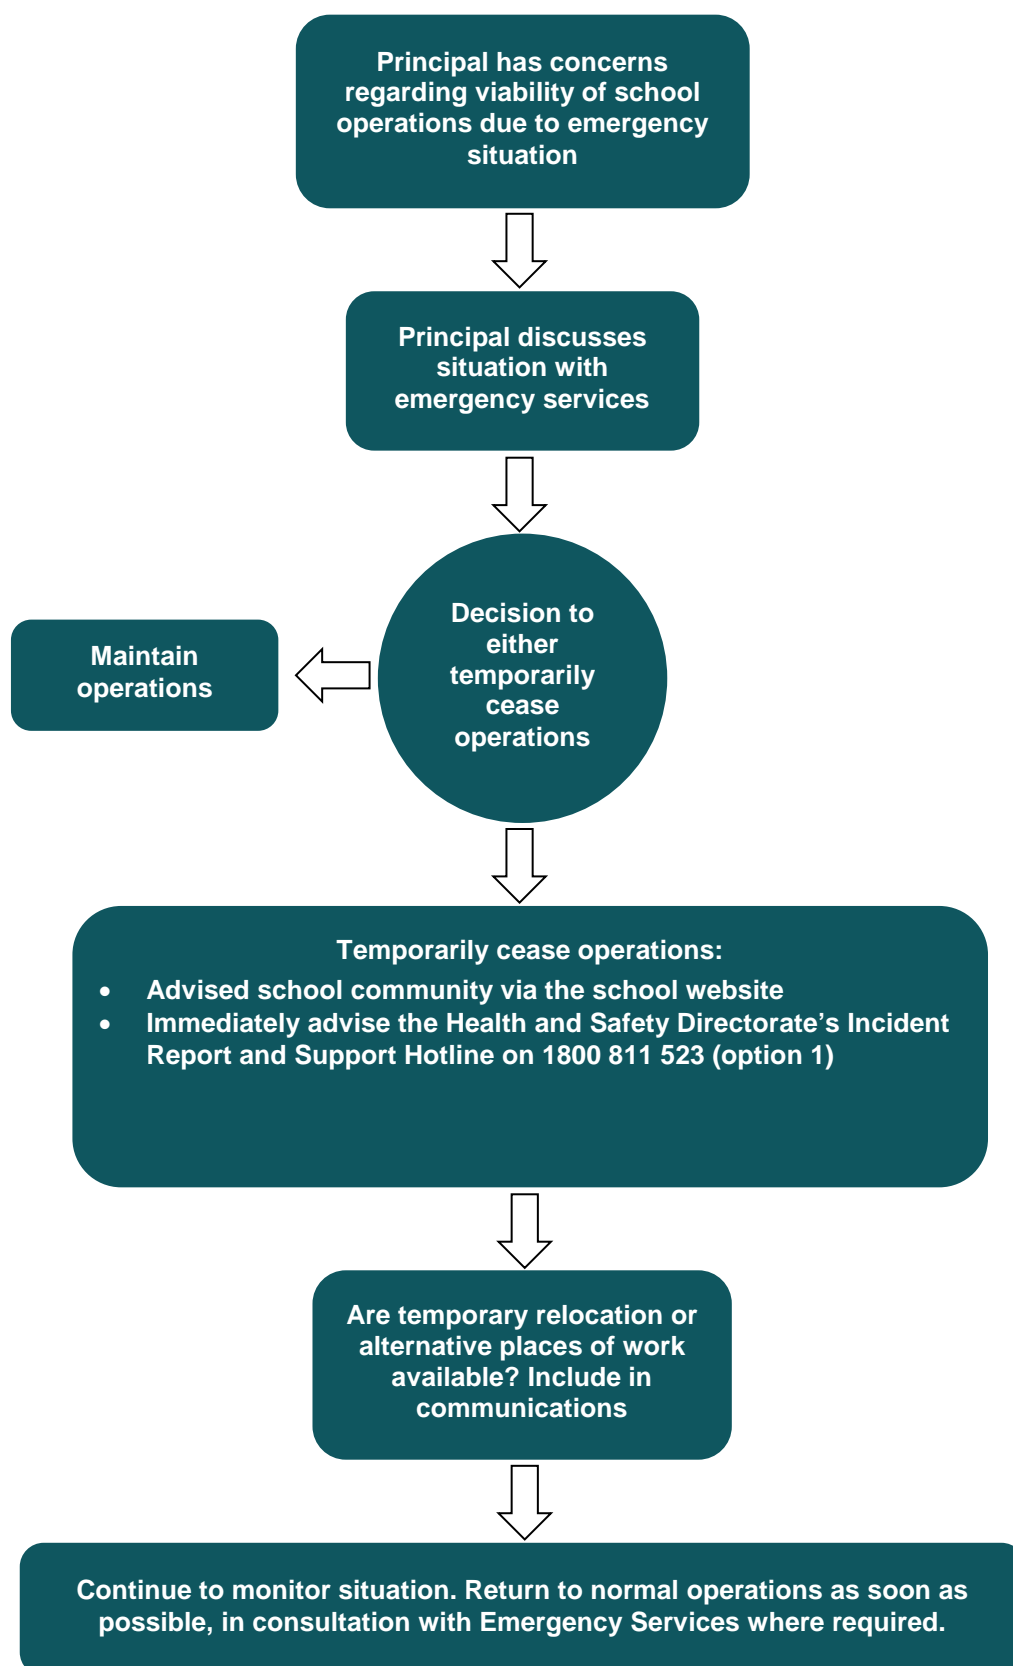 Principal has concerns
regarding viability of school
operations due to emergency
situation
Principal discusses
situation with
emergency services
Decision to
either
temporarily
cease
operations
Maintain
operations
Temporarily cease operations:
• Advised school community via the school website
• Immediately advise the Health and Safety Directorate’s Incident
Report and Support Hotline on 1800 811 523 (option 1)
Are temporary relocation or
alternative places of work
available? Include in
communications
Continue to monitor situation. Return to normal operations as soon as
possible, in consultation with Emergency Services where required.